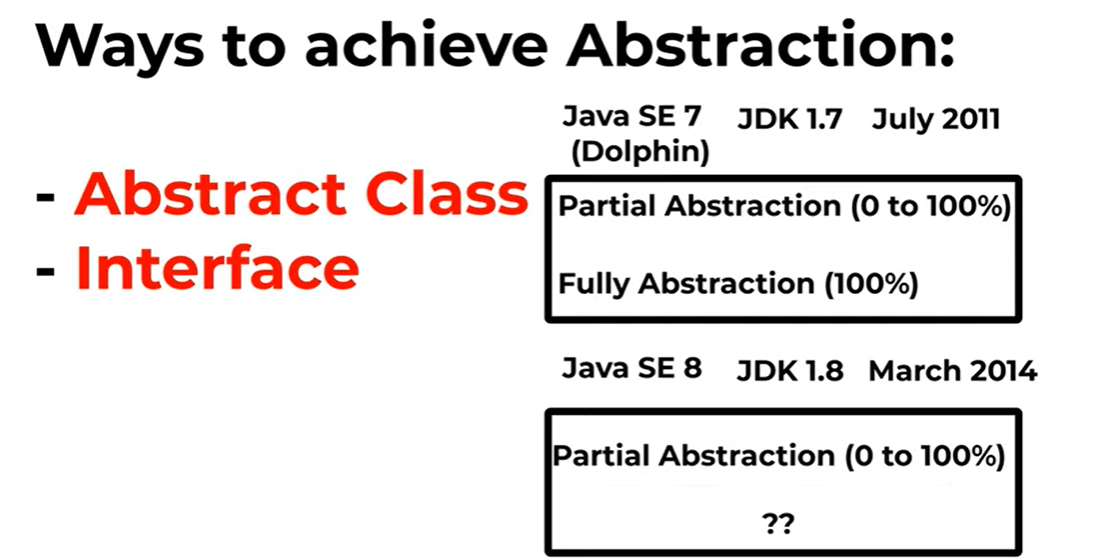 Ways to achieve Abstraction:
- Abstract Class
- Interface
Java SE 7 JDK 1.7 July 2011
(Dolphin)
Partial Abstraction (0 to 100%)
Fully Abstraction (100%)
Java SE 8 JDK 1.8 March 2014
Partial Abstraction (0 to 100%)
??